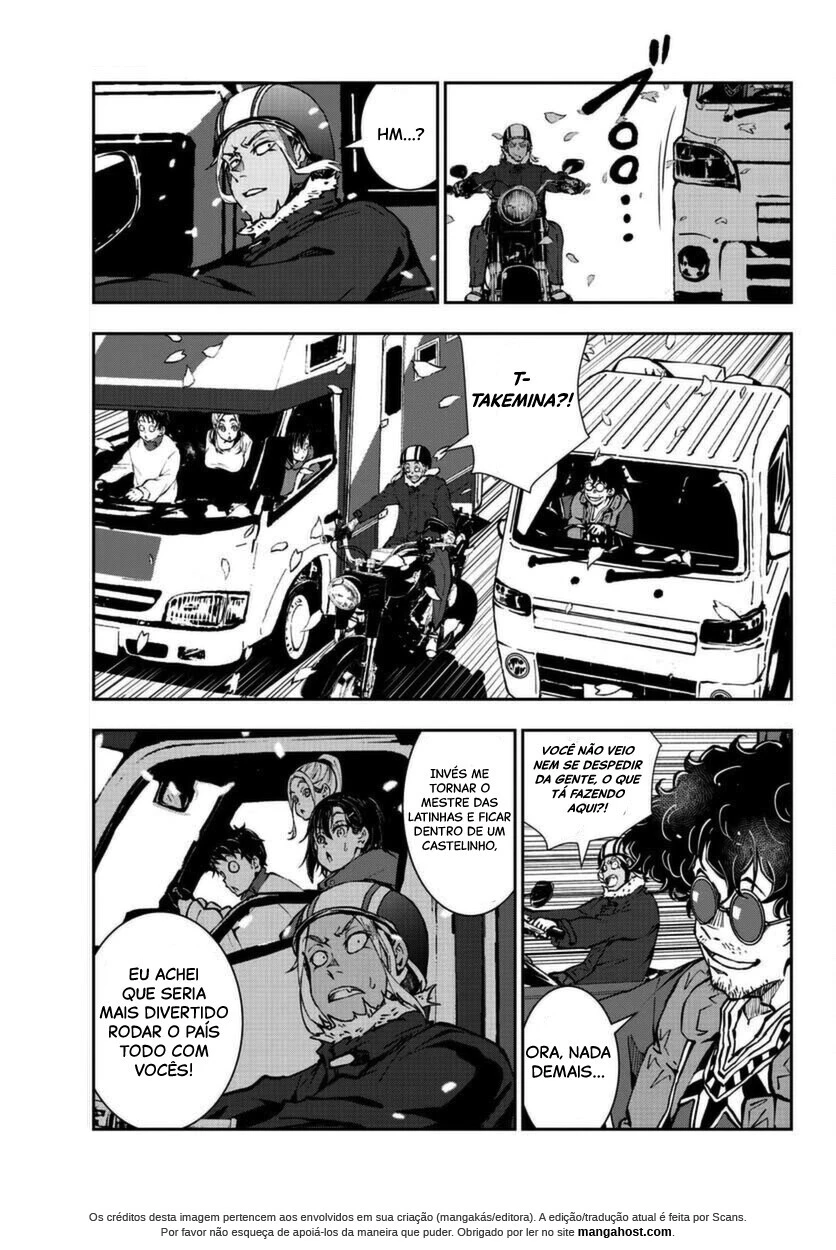 ブロロ…
HM...?
T-
TAKEMINA?!
VOCÊ NÃO VEIO
NEM SE DESPEDIR
DA GENTE, O QUE
TÁ FAZENDO
AQUI?!
ORA, NADA
DEMAIS...
INVÉS ME
TORNAR O
MESTRE DAS
LATINHAS E FICAR
DENTRO DE UM
CASTELINHO,
EU ACHEI
QUE SERIA
MAIS DIVERTIDO
RODAR O PAÍS
TODO COM
VOCÊS!
Os créditos desta imagem pertencem aos envolvidos em sua criação (mangakás/editora). A edição/tradução atual é feita por Scans.
Por favor não esqueça de apoiá-los da maneira que puder. Obrigado por ler no site mangahost.com.